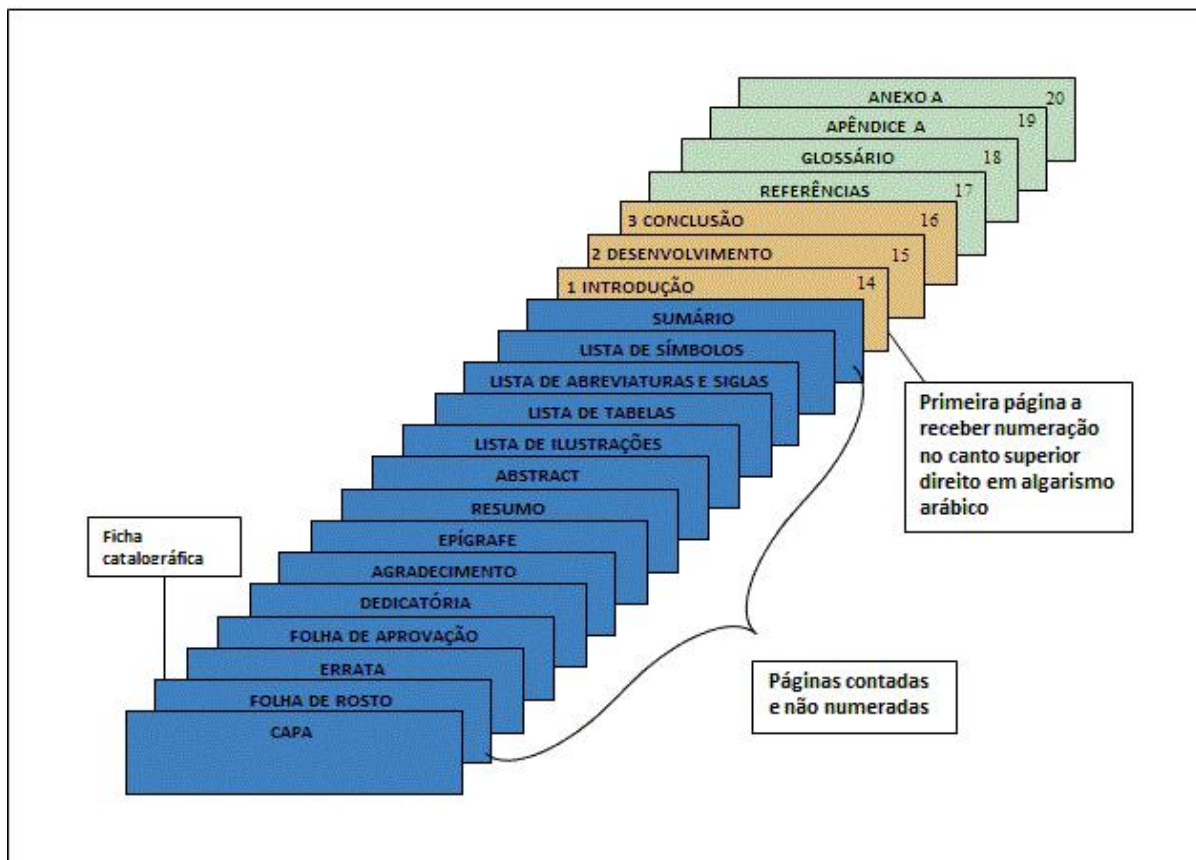 ANEXO A 20
APÊNDICE A 19
GLOSSÁRIO 18
REFERÊNCIAS 17
3 CONCLUSÃO 16
2 DESENVOLVIMENTO 15
1 INTRODUÇÃO 14
SUMÁRIO
LISTA DE SÍMBOLOS
LISTA DE ABREVIATURAS E SIGLAS
LISTA DE TABELAS
LISTA DE ILUSTRAÇÕES
ABSTRACT
RESUMO
EPÍGRAFE
AGRADECIMENTO
DEDICATÓRIA
FOLHA DE APROVAÇÃO
ERRATA
FOLHA DE ROSTO
CAPA
Ficha
catalográfica
Primeira página a
receber numeração
no canto superior
direito em algarismo
arábico
Páginas contadas
e não numeradas